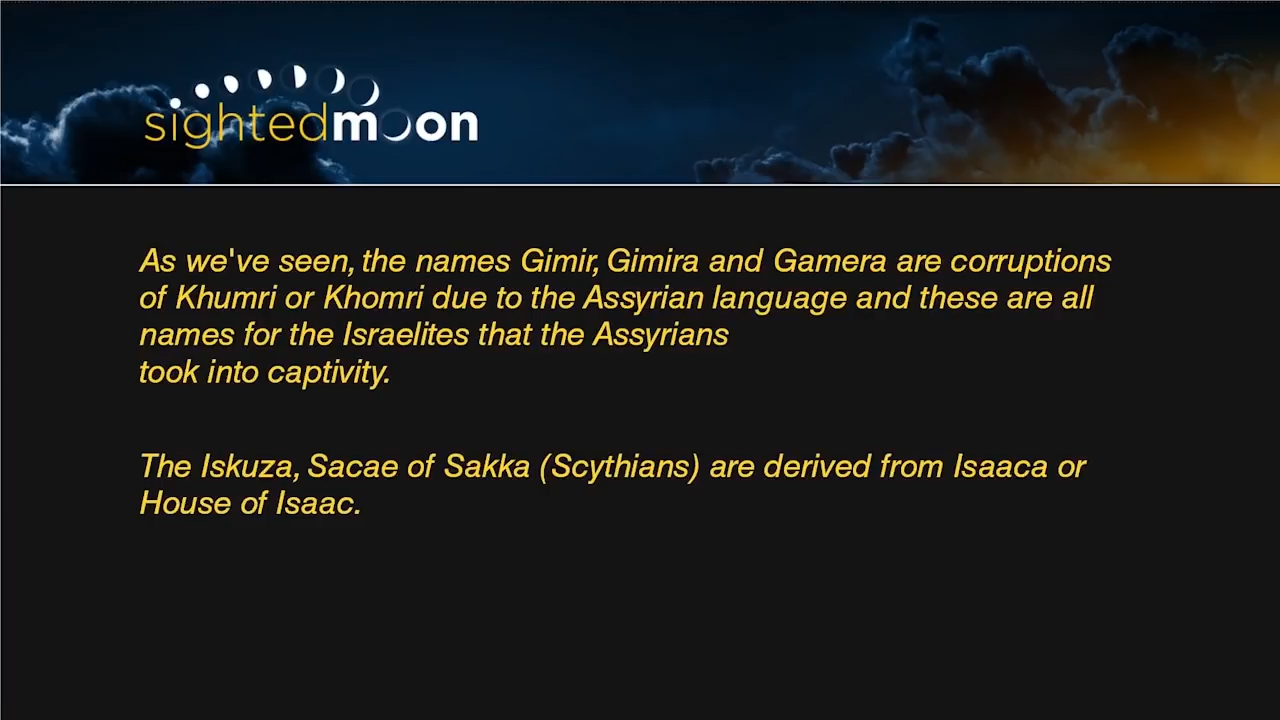 sightedmoon
As we've seen, the names Gimir, Gimira and Gamera are corruptions
of Khumri or Khomri due to the Assyrian language and these are all
names for the Israelites that the Assyrians
took into captivity.
The Iskuza, Sacae of Sakka (Scythians) are derived from Isaaca or
House of Isaac.